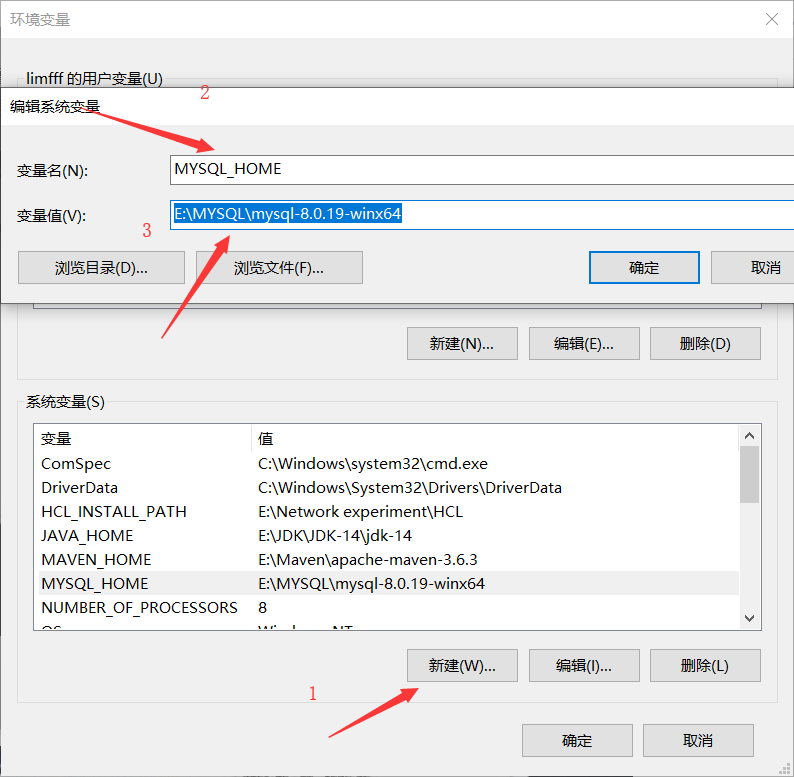 环境变量
limfff 的用户变量(U)
2
编辑系统变量
变量名(N):
MYSQL_HOME
变量值(V):
E:\MYSQL\mysql-8.0.19-winx64
3
浏览目录(D)...
浏览文件(F)...
确定
取消
新建(N)...
编辑(E)...
删除(D)
系统变量(S)
变量 值
ComSpec C:\Windows\system32\cmd.exe
DriverData C:\Windows\System32\Drivers\DriverData
HCL_INSTALL_PATH E:\Network experiment\HCL
JAVA_HOME E:\JDK\JDK-14\jdk-14
MAVEN_HOME E:\Maven\apache-maven-3.6.3
MYSQL_HOME E:\MYSQL\mysql-8.0.19-winx64
NUMBER_OF_PROCESSORS 8
OS Windows_NT
新建(W)...
编辑(I)...
删除(L)
1
确定
取消